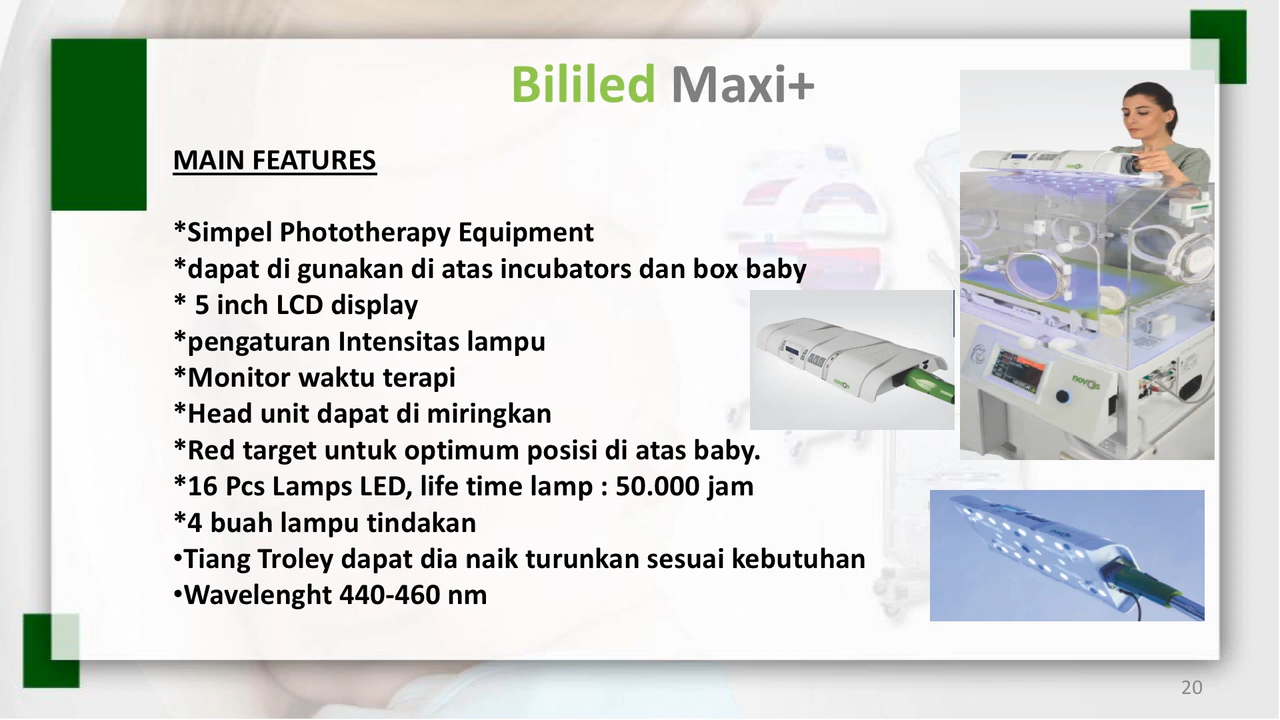 Bililed Maxi+
MAIN FEATURES
*Simpel Phototherapy Equipment
*dapat di gunakan di atas incubators dan box baby
* 5 inch LCD display
*pengaturan Intensitas lampu
*Monitor waktu terapi
*Head unit dapat di miringkan
*Red target untuk optimum posisi di atas baby.
*16 Pcs Lamps LED, life time lamp : 50.000 jam
*4 buah lampu tindakan
•Tiang Troley dapat dia naik turunkan sesuai kebutuhan
•Wavelenght 440-460 nm
novos
20